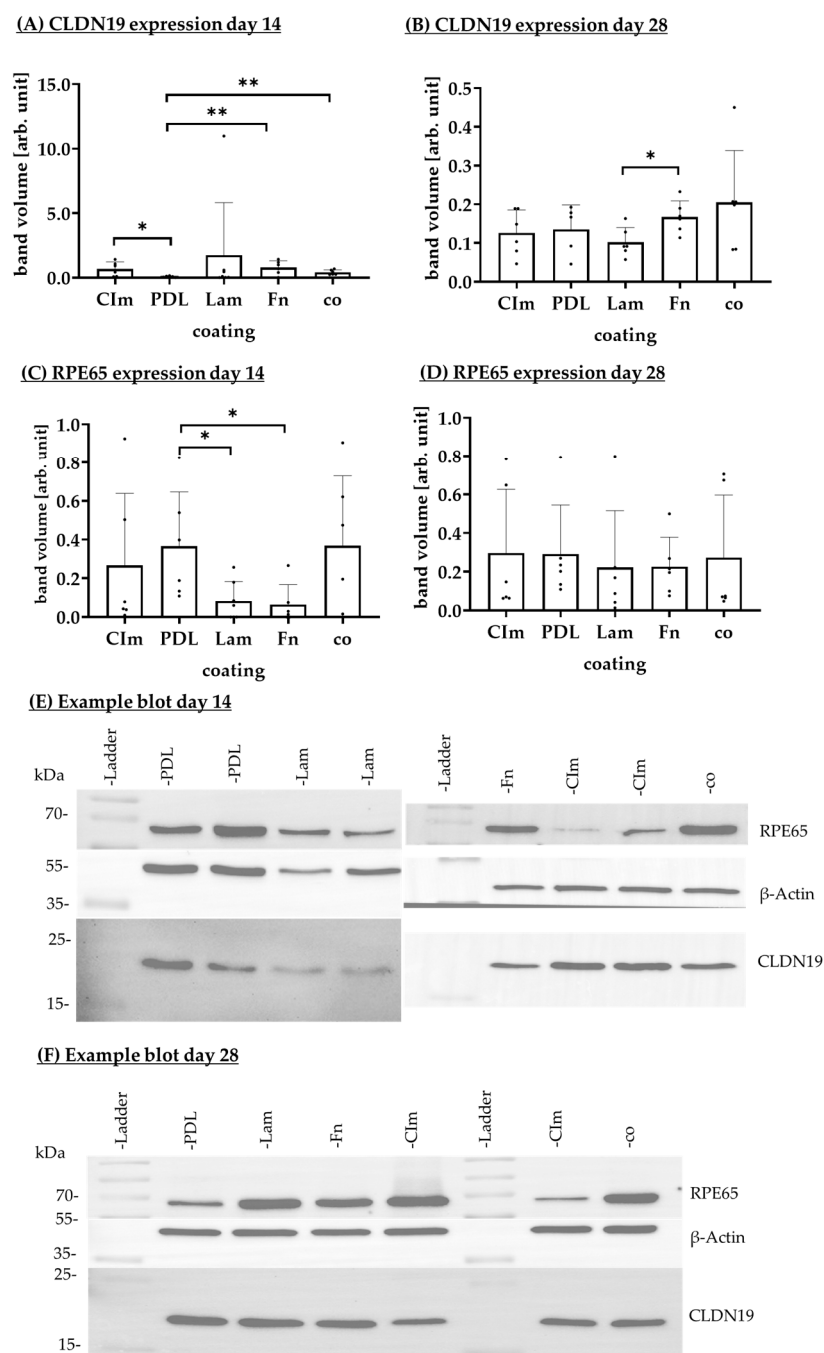 (A) CLDN19 expression day 14
band volume [arb. unit]
15.0
10.0
5.0
0.0
*
**
**
CIm PDL Lam Fn co
coating
(B) CLDN19 expression day 28
band volume [arb. unit]
0.5
0.4
0.3
0.2
0.1
0.0
*
CIm PDL Lam Fn co
coating
(C) RPE65 expression day 14
band volume [arb. unit]
1.0
0.8
0.6
0.4
0.2
0.0
*
*
CIm PDL Lam Fn co
coating
(D) RPE65 expression day 28
band volume [arb. unit]
1.0
0.8
0.6
0.4
0.2
0.0
CIm PDL Lam Fn co
coating
(E) Example blot day 14
kDa -Ladder -PDL -PDL -Lam -Lam -Ladder -Fn -CIm -CIm -co
70- RPE65
55- β-Actin
35-
25- CLDN19
15-
(F) Example blot day 28
kDa -Ladder -PDL -Lam -Fn -CIm -Ladder -CIm -co
70- RPE65
55- β-Actin
35-
25- CLDN19
15-